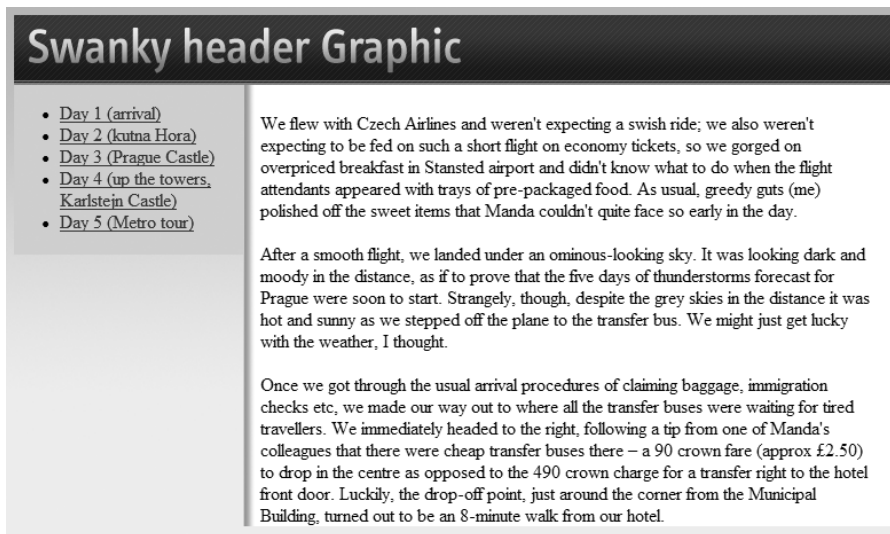 Swanky header Graphic
Day 1 (arrival)
Day 2 (kutna Hora)
Day 3 (Prague Castle)
Day 4 (up the towers,
Karlstejn Castle)
Day 5 (Metro tour)
We flew with Czech Airlines and weren't expecting a swish ride; we also weren't
expecting to be fed on such a short flight on economy tickets, so we gorged on
overpriced breakfast in Stansted airport and didn't know what to do when the flight
attendants appeared with trays of pre-packaged food. As usual, greedy guts (me)
polished off the sweet items that Manda couldn't quite face so early in the day.
After a smooth flight, we landed under an ominous-looking sky. It was looking dark and
moody in the distance, as if to prove that the five days of thunderstorms forecast for
Prague were soon to start. Strangely, though, despite the grey skies in the distance it was
hot and sunny as we stepped off the plane to the transfer bus. We might just get lucky
with the weather, I thought.
Once we got through the usual arrival procedures of claiming baggage, immigration
checks etc, we made our way out to where all the transfer buses were waiting for tired
travellers. We immediately headed to the right, following a tip from one of Manda's
colleagues that there were cheap transfer buses there – a 90 crown fare (approx £2.50)
to drop in the centre as opposed to the 490 crown charge for a transfer right to the hotel
front door. Luckily, the drop-off point, just around the corner from the Municipal
Building, turned out to be an 8-minute walk from our hotel.